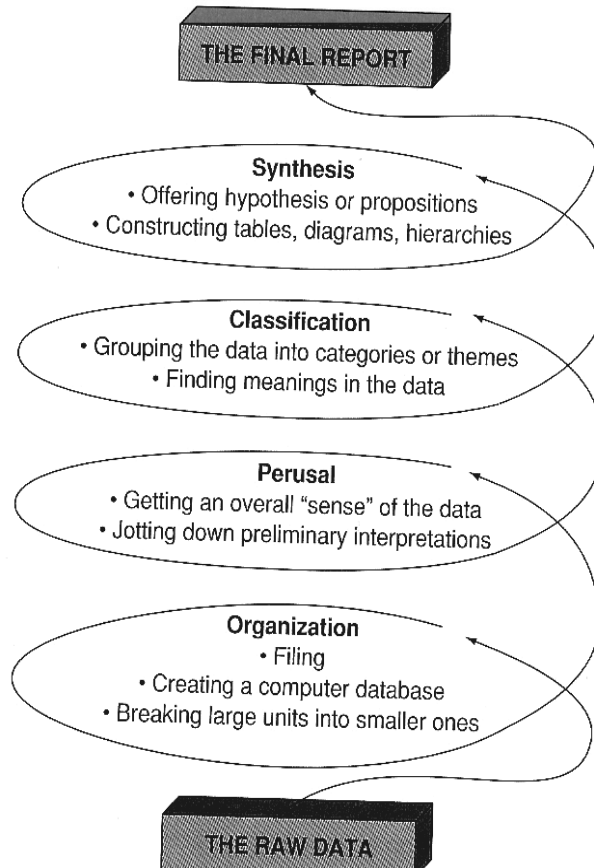 THE FINAL REPORT
Synthesis
• Offering hypothesis or propositions
• Constructing tables, diagrams, hierarchies
Classification
• Grouping the data into categories or themes
• Finding meanings in the data
Perusal
• Getting an overall “sense” of the data
• Jotting down preliminary interpretations
Organization
• Filing
• Creating a computer database
• Breaking large units into smaller ones
THE RAW DATA